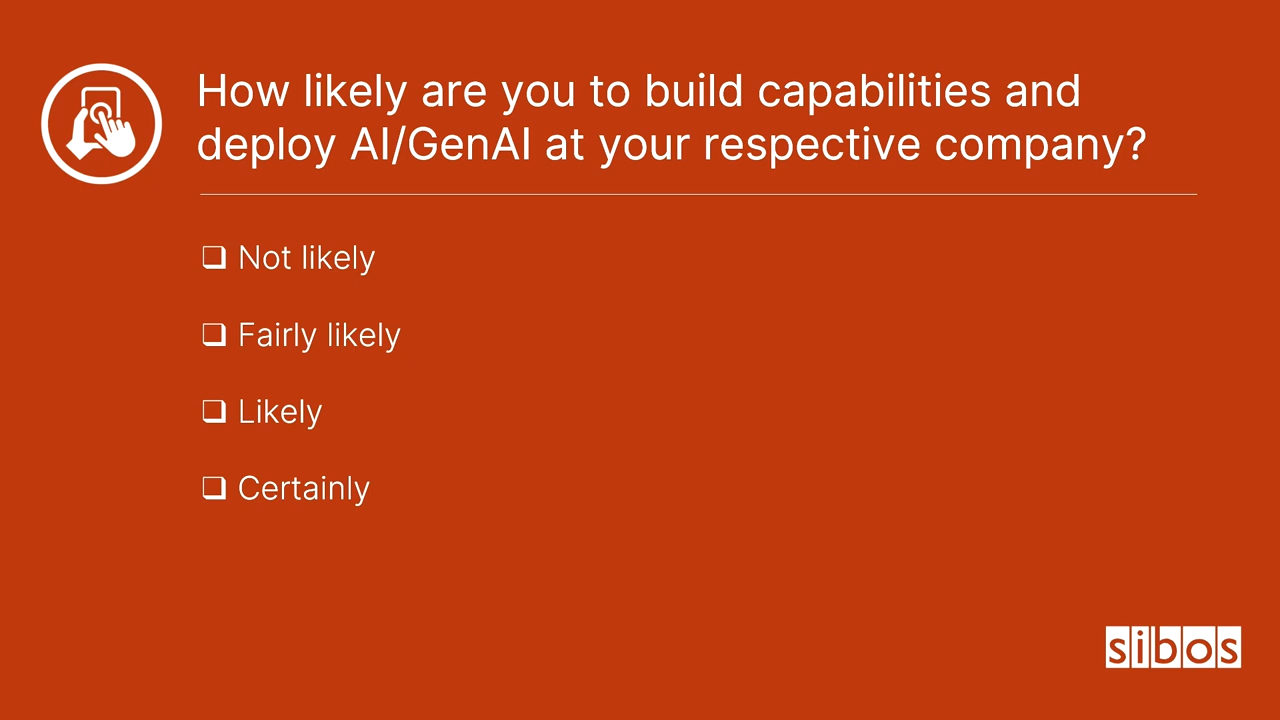 How likely are you to build capabilities and
deploy AI/GenAI at your respective company?
❑ Not likely
❑ Fairly likely
❑ Likely
❑ Certainly
sibos